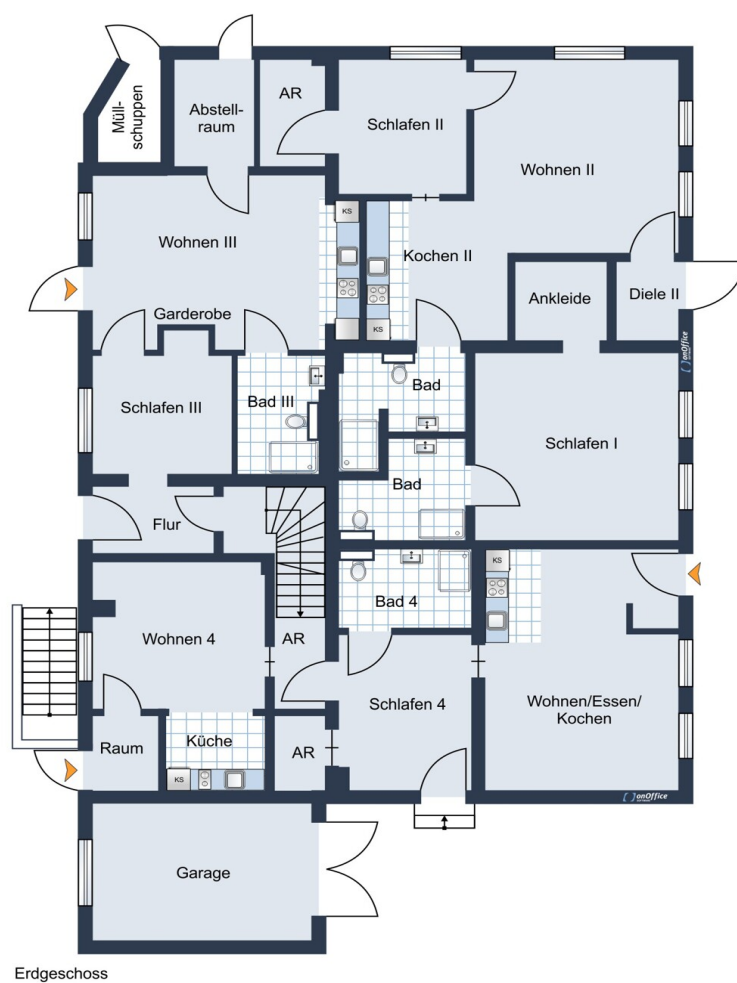 Müll-
schuppen
Abstell-
raum
AR
Schlafen II
Wohnen II
Wohnen III
KS
Kochen II
KS
Garderobe
Ankleide
Diele II
onOffice
Schlafen III
Bad III
Bad
Schlafen I
Bad
Flur
KS
Bad 4
Wohnen 4
AR
Schlafen 4
Wohnen/Essen/
Kochen
Raum
Küche
AR
KS
onOffice
Garage
Erdgeschoss